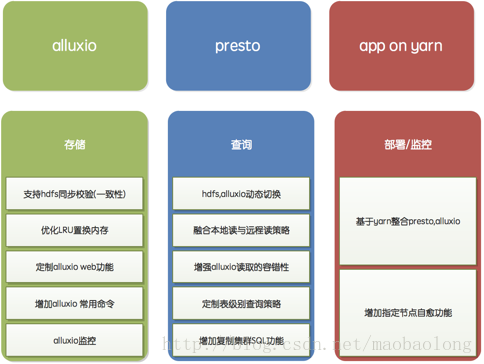 alluxio
presto
app on yarn
存储
支持hdfs同步校验(一致性)
优化LRU置换内存
定制alluxio web功能
增加alluxio 常用命令
alluxio监控
查询
hdfs,alluxio动态切换
融合本地读与远程读策略
增强alluxio读取的容错性
定制表级别查询策略
增加复制集群SQL功能
部署/监控
基于yarn整合presto,alluxio
增加指定节点自愈功能
http://blog.csdn.net/maobaolong